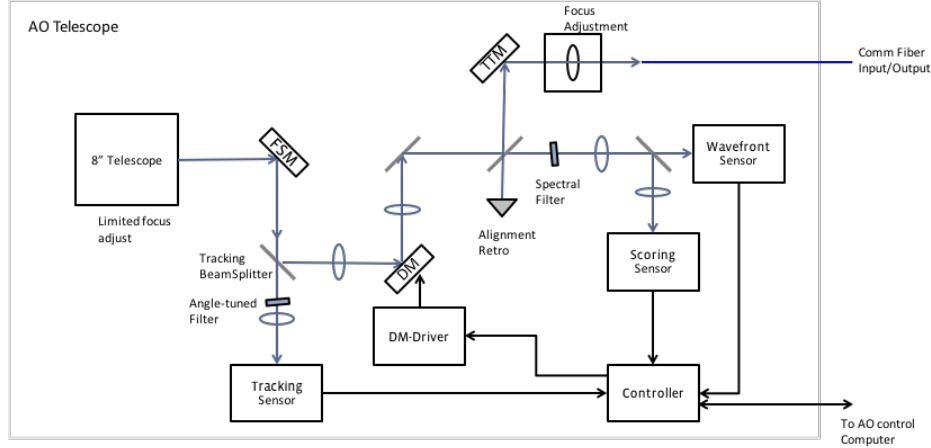 AO Telescope
Focus
Adjustment
TTM
Comm Fiber
Input/Output
8" Telescope
FSM
Wavefront
Sensor
Spectral
Filter
Limited focus
adjust
Alignment
Retro
Tracking
BeamSplitter
DM
Scoring
Sensor
Angle-tuned
Filter
DM-Driver
Tracking
Sensor
Controller
To AO control
Computer